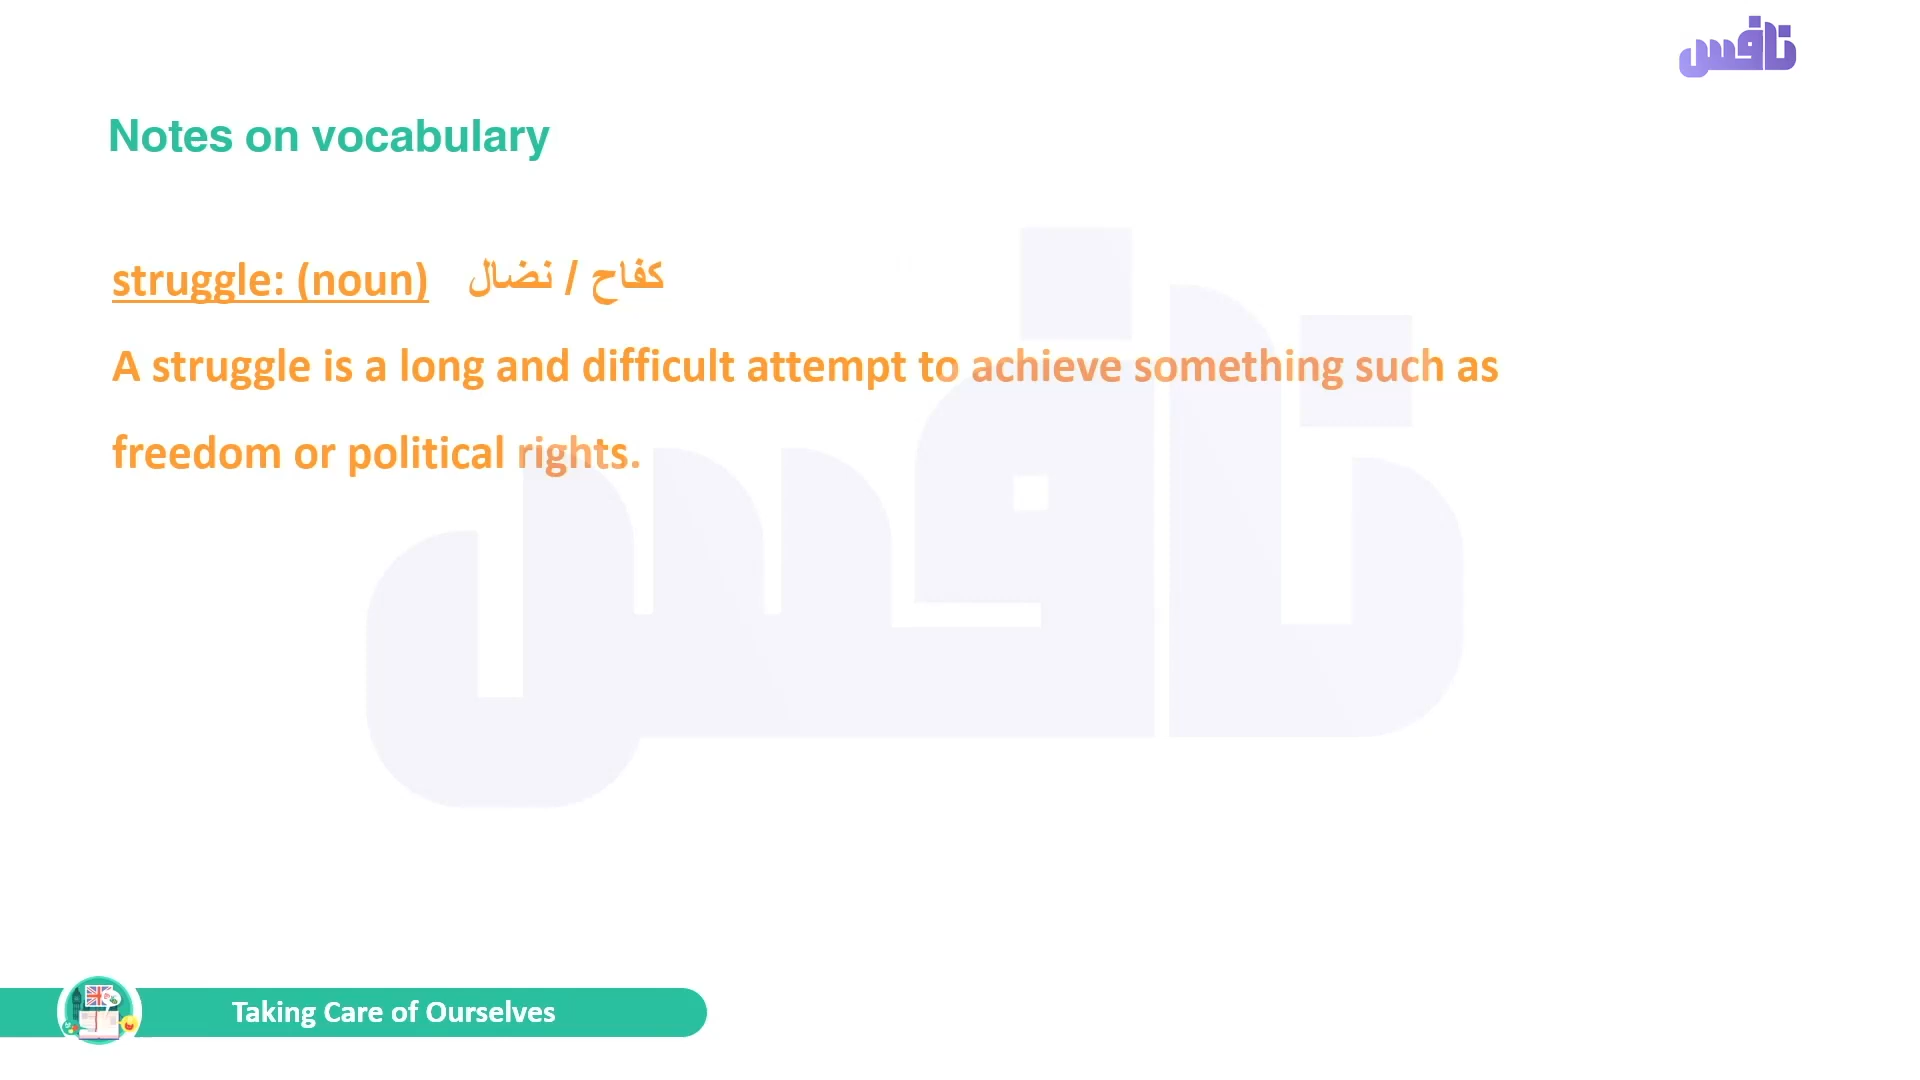 نافس
Notes on vocabulary
struggle: (noun) كفاح / نضال
A struggle is a long and difficult attempt to achieve something such as
freedom or political rights.
نافس
Taking Care of Ourselves